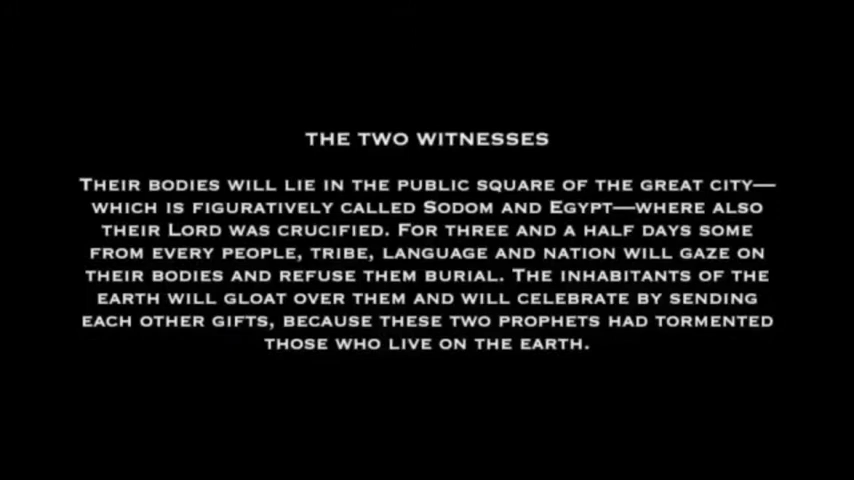 THE TWO WITNESSES
THEIR BODIES WILL LIE IN THE PUBLIC SQUARE OF THE GREAT CITY—
WHICH IS FIGURATIVELY CALLED SODOM AND EGYPT—WHERE ALSO
THEIR LORD WAS CRUCIFIED. FOR THREE AND A HALF DAYS SOME
FROM EVERY PEOPLE, TRIBE, LANGUAGE AND NATION WILL GAZE ON
THEIR BODIES AND REFUSE THEM BURIAL. THE INHABITANTS OF THE
EARTH WILL GLOAT OVER THEM AND WILL CELEBRATE BY SENDING
EACH OTHER GIFTS, BECAUSE THESE TWO PROPHETS HAD TORMENTED
THOSE WHO LIVE ON THE EARTH.